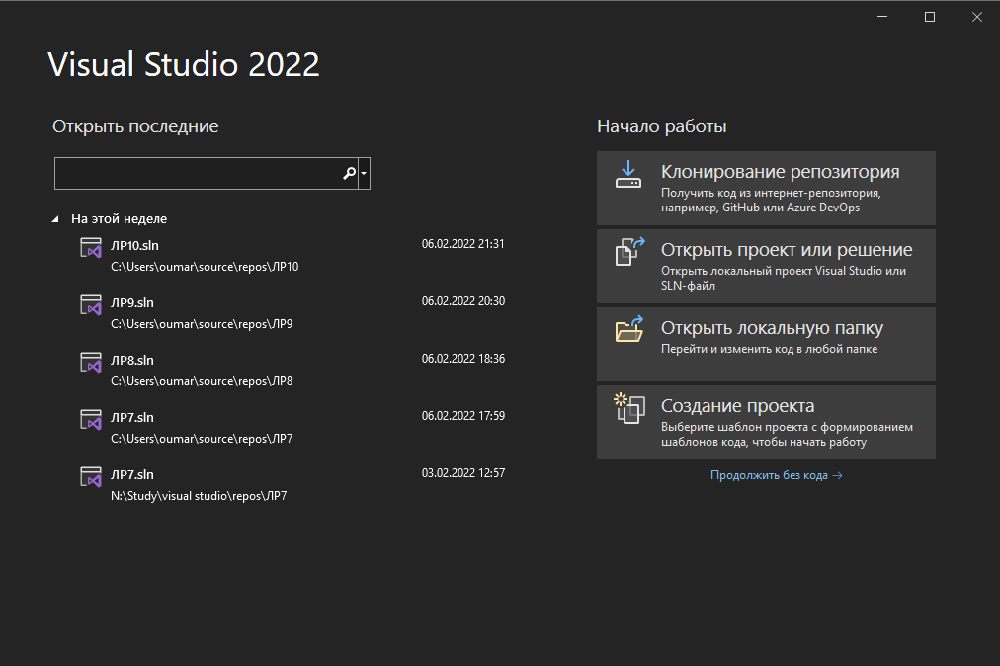 Visual Studio 2022
Открыть последние
На этой неделе
ЛР10.sln
06.02.2022 21:31
C:\Users\oumar\source\repos\ЛР10
ЛР9.sln
06.02.2022 20:30
C:\Users\oumar\source\repos\ЛР9
ЛР8.sln
06.02.2022 18:36
C:\Users\oumar\source\repos\ЛР8
ЛР7.sln
06.02.2022 17:59
C:\Users\oumar\source\repos\ЛР7
ЛР7.sln
03.02.2022 12:57
N:\Study\visual studio\repos\ЛР7
Начало работы
Клонирование репозитория
Получить код из интернет-репозитория,
например, GitHub или Azure DevOps
Открыть проект или решение
Открыть локальный проект Visual Studio или
SLN-файл
Открыть локальную папку
Перейти и изменить код в любой папке
Создание проекта
Выберите шаблон проекта с формированием
шаблонов кода, чтобы начать работу
Продолжить без кода →